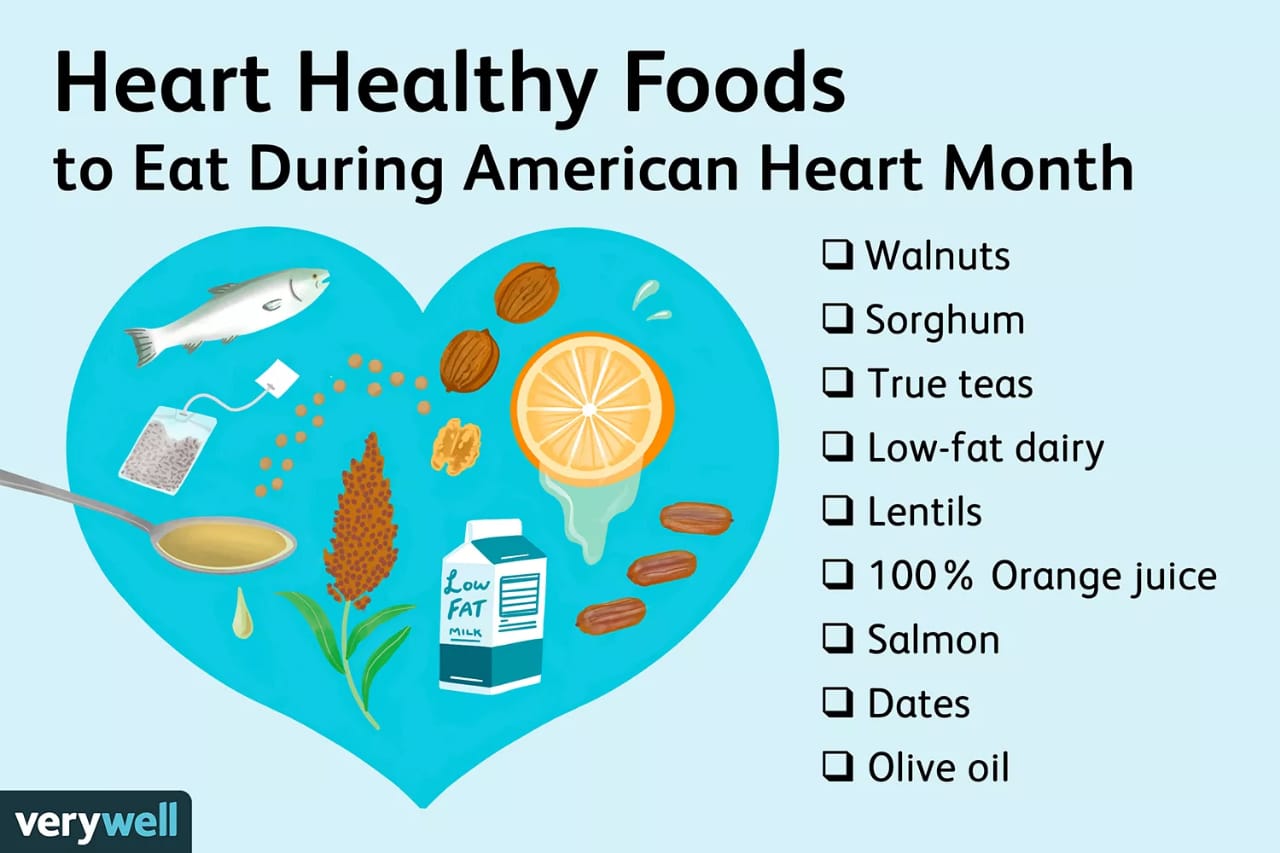 Heart Healthy Foods
to Eat During American Heart Month
Walnuts
Sorghum
True teas
Low-fat dairy
Lentils
100% Orange juice
Salmon
Dates
Olive oil
Low
FAT
MILK
verywell